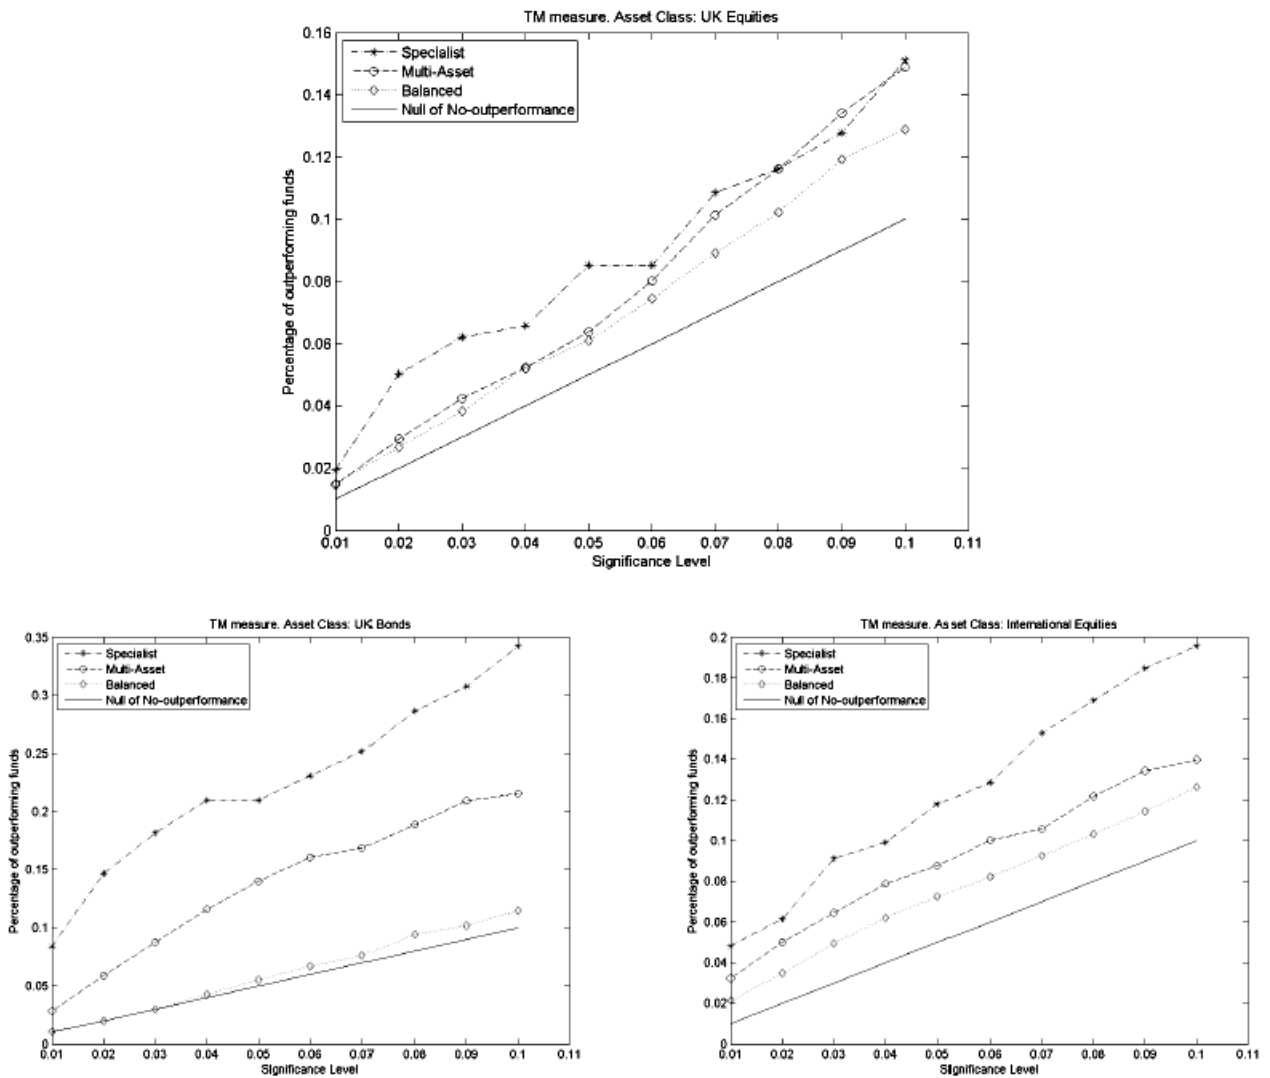 TM measure. Asset Class: UK Equities
0.16
0.14
0.12
0.1
0.08
0.06
0.04
0.02
0
Percentage of outperforming funds
Specialist
Multi-Asset
Balanced
Null of No-outperformance
0.01 0.02 0.03 0.04 0.05 0.06 0.07 0.08 0.09 0.1 0.11
Significance Level
TM measure. Asset Class: UK Bonds
0.35
0.3
0.25
0.2
0.15
0.1
0.05
0
Percentage of outperforming funds
Specialist
Multi-Asset
Balanced
Null of No-outperformance
0.01 0.02 0.03 0.04 0.05 0.06 0.07 0.08 0.09 0.1 0.11
Significance Level
TM measure. Asset Class: International Equities
0.2
0.18
0.16
0.14
0.12
0.1
0.08
0.06
0.04
0.02
0
Percentage of outperforming funds
Specialist
Multi-Asset
Balanced
Null of No-outperformance
0.01 0.02 0.03 0.04 0.05 0.06 0.07 0.08 0.09 0.1 0.11
Significance Level